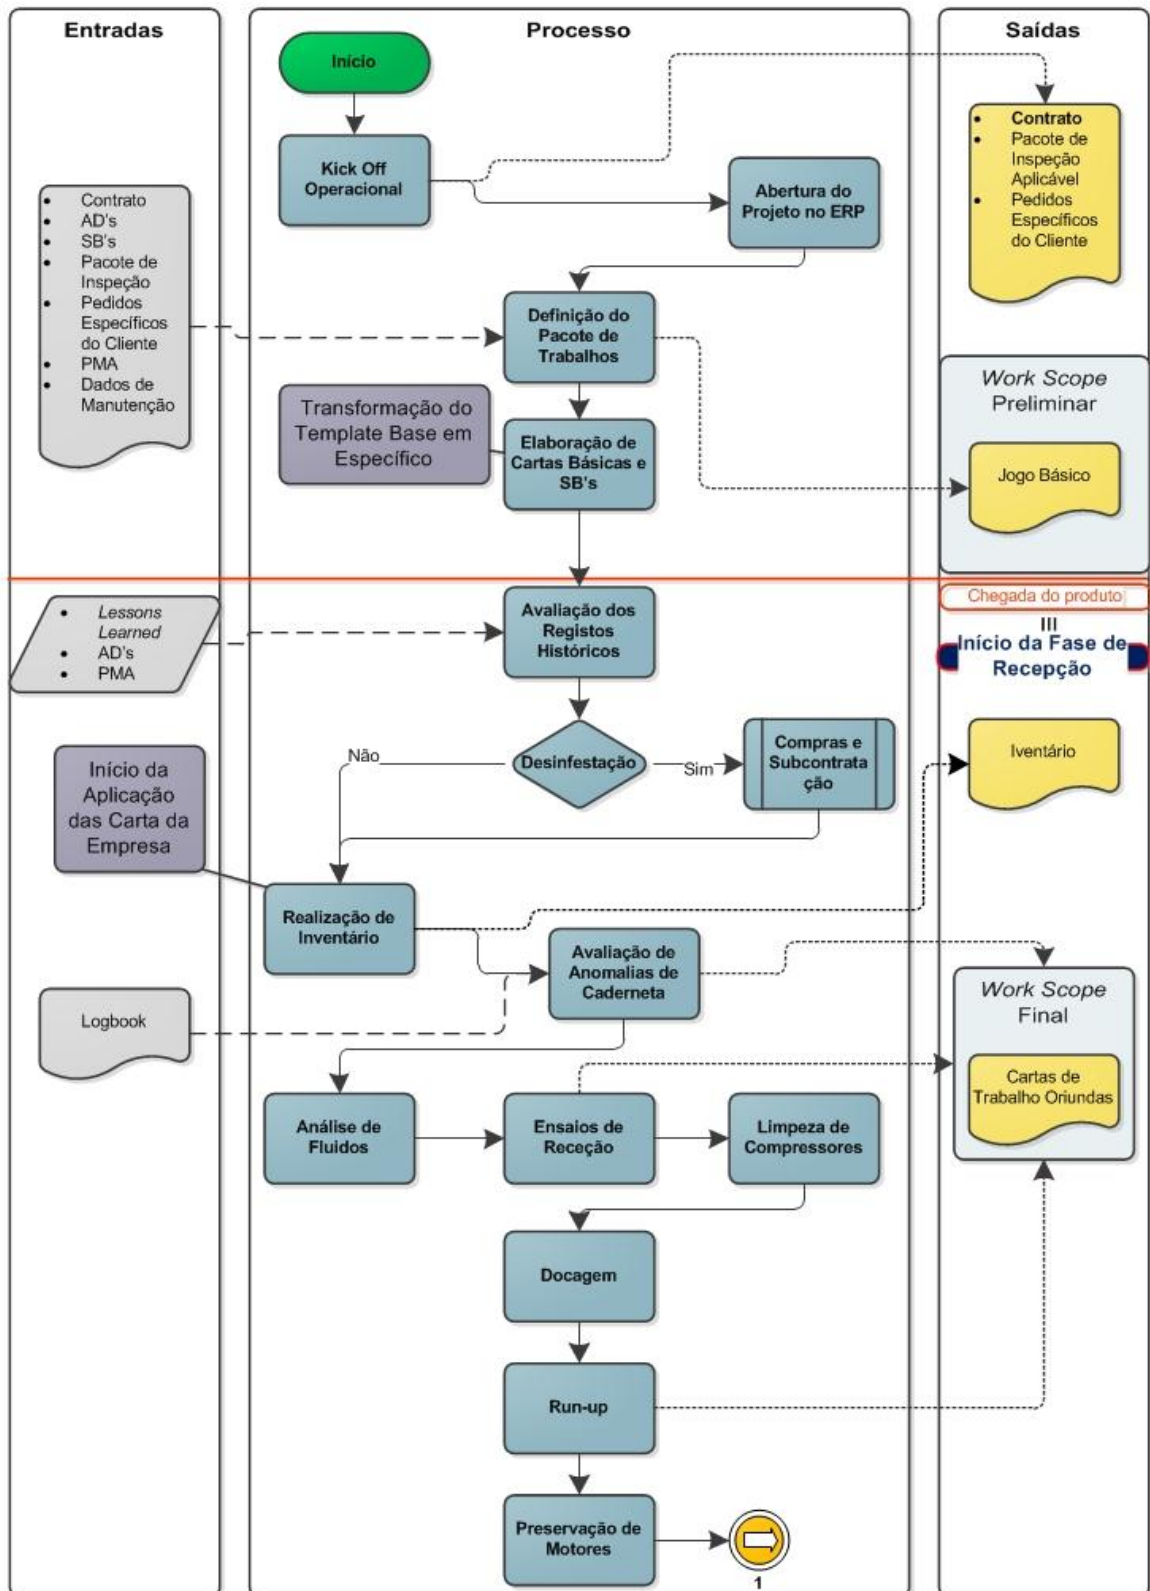 Entradas
Processo
Saídas
Início
Kick Off
Operacional
Abertura do
Projeto no ERP
• Contrato
• Pacote de
Inspeção
Aplicável
• Pedidos
Específicos
do Cliente
• Contrato
• AD's
• SB's
• Pacote de
Inspeção
• Pedidos
Específicos
do Cliente
• PMA
• Dados de
Manutenção
Definição do
Pacote de
Trabalhos
Work Scope
Preliminar
Jogo Básico
Transformação do
Template Base em
Específico
Elaboração de
Cartas Básicas e
SB's
Chegada do produto
III
Início da Fase de
Recepção
• Lessons
Learned
• AD's
• PMA
Avaliação dos
Registos
Históricos
Não
Desinfestação
Sim
Compras e
Subcontrata
ção
Iventário
Início da
Aplicação
das Carta da
Empresa
Realização de
Inventário
Avaliação de
Anomalias de
Caderneta
Work Scope
Final
Cartas de
Trabalho Oriundas
Logbook
Análise de
Fluidos
Ensaios de
Receção
Limpeza de
Compressores
Docagem
Run-up
Preservação de
Motores
1